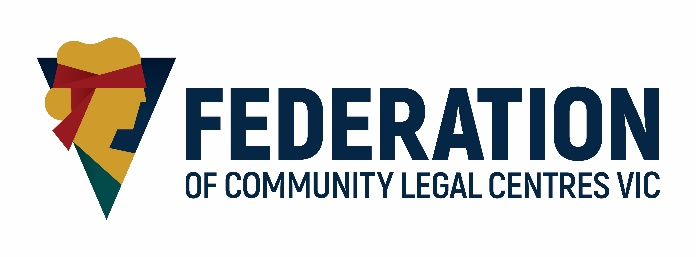 FEDERATION
OF COMMUNITY LEGAL CENTRES VIC